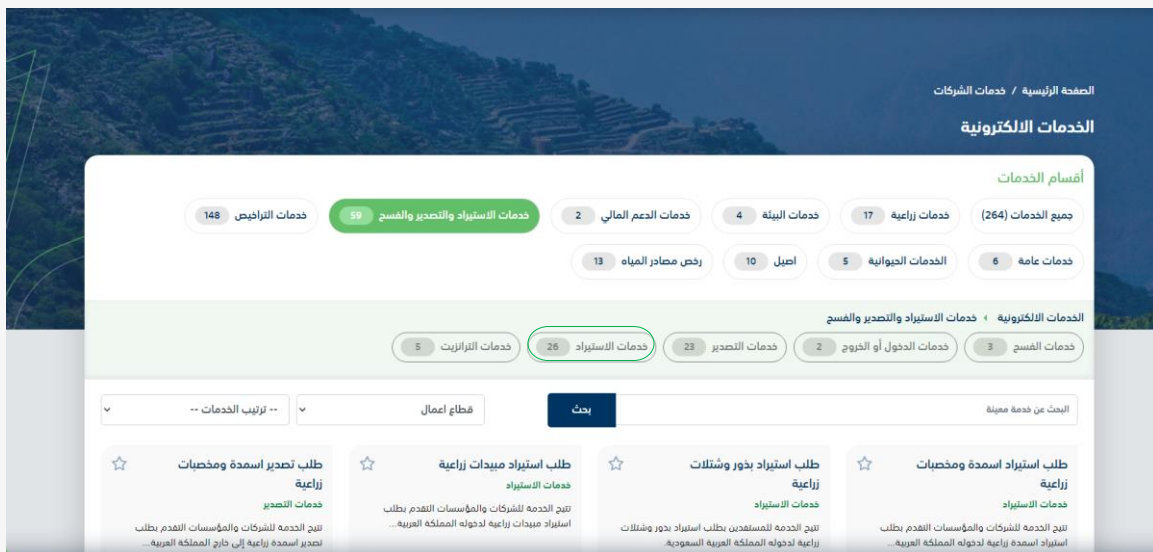 الصفحة الرئيسية / خدمات الشركات
الخدمات الالكترونية
أقسام الخدمات
جميع الخدمات (264) خدمات زراعية 17 خدمات البيئة 4 خدمات الدعم المالي 2 خدمات الاستيراد والتصدير والفسح 59 خدمات التراخيص 148
خدمات عامة 6 الخدمات الحيوانية 5 اصيل 10 رخص مصادر المياه 13
الخدمات الالكترونية خدمات الاستيراد والتصدير والفسح
خدمات الفسح 3 خدمات الدخول أو الخروج 2 خدمات التصدير 23 خدمات الاستيراد 26 خدمات الترانزيت 5
البحث عن خدمة معينة بحث قطاع اعمال -- ترتيب الخدمات --
طلب استيراد اسمدة ومخصبات
زراعية
خدمات الاستيراد
تتيح الخدمة للشركات والمؤسسات التقدم بطلب
استيراد اسمدة زراعية لدخوله المملكة العربية...
طلب استيراد بذور وشتلات
زراعية
خدمات الاستيراد
تتيح الخدمة للمستفدين بطلب استيراد بذور وشتلات
زراعية لدخوله المملكة العربية السعودية.
طلب استيراد مبيدات زراعية
خدمات الاستيراد
تتيح الخدمة للشركات والمؤسسات التقدم بطلب
استيراد مبيدات زراعية لدخوله المملكة العربية...
طلب تصدير اسمدة ومخصبات
زراعية
خدمات التصدير
تتيح الخدمة للشركات والمؤسسات التقدم بطلب
تصدير اسمدة زراعية إلى خارج المملكة العربية...